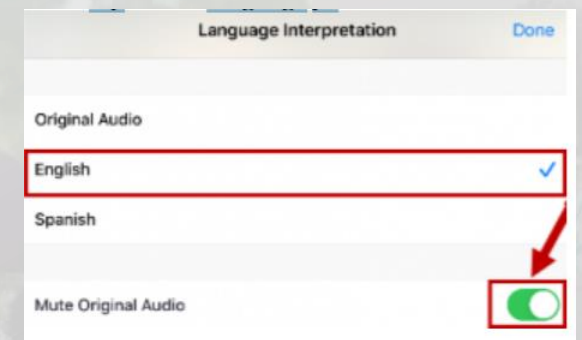 Language Interpretation Done
Original Audio
English
Spanish
Mute Original Audio